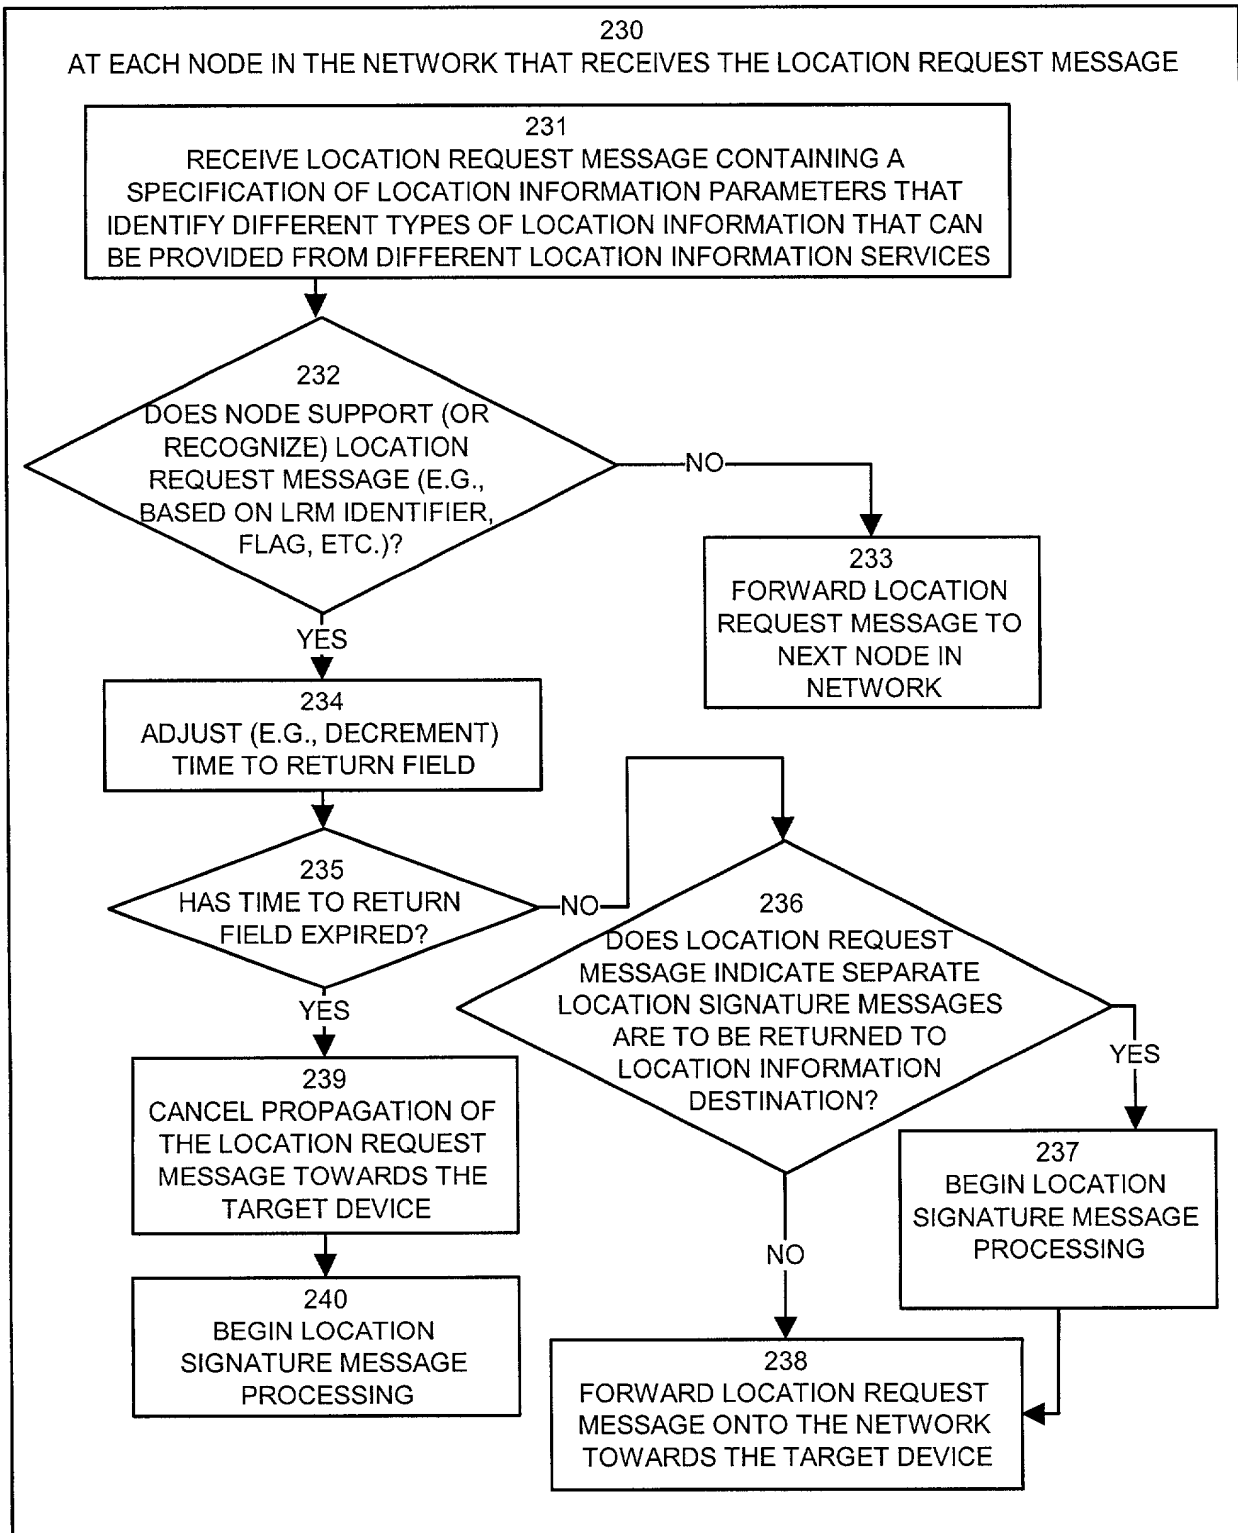 230
AT EACH NODE IN THE NETWORK THAT RECEIVES THE LOCATION REQUEST MESSAGE
231
RECEIVE LOCATION REQUEST MESSAGE CONTAINING A
SPECIFICATION OF LOCATION INFORMATION PARAMETERS THAT
IDENTIFY DIFFERENT TYPES OF LOCATION INFORMATION THAT CAN
BE PROVIDED FROM DIFFERENT LOCATION INFORMATION SERVICES
232
DOES NODE SUPPORT (OR
RECOGNIZE) LOCATION
REQUEST MESSAGE (E.G.,
BASED ON LRM IDENTIFIER,
FLAG, ETC.)?
NO
233
FORWARD LOCATION
REQUEST MESSAGE TO
NEXT NODE IN
NETWORK
YES
234
ADJUST (E.G., DECREMENT)
TIME TO RETURN FIELD
235
HAS TIME TO RETURN
FIELD EXPIRED?
NO
236
DOES LOCATION REQUEST
MESSAGE INDICATE SEPARATE
LOCATION SIGNATURE MESSAGES
ARE TO BE RETURNED TO
LOCATION INFORMATION
DESTINATION?
YES
YES
239
CANCEL PROPAGATION OF
THE LOCATION REQUEST
MESSAGE TOWARDS THE
TARGET DEVICE
237
BEGIN LOCATION
SIGNATURE MESSAGE
PROCESSING
NO
240
BEGIN LOCATION
SIGNATURE MESSAGE
PROCESSING
238
FORWARD LOCATION REQUEST
MESSAGE ONTO THE NETWORK
TOWARDS THE TARGET DEVICE